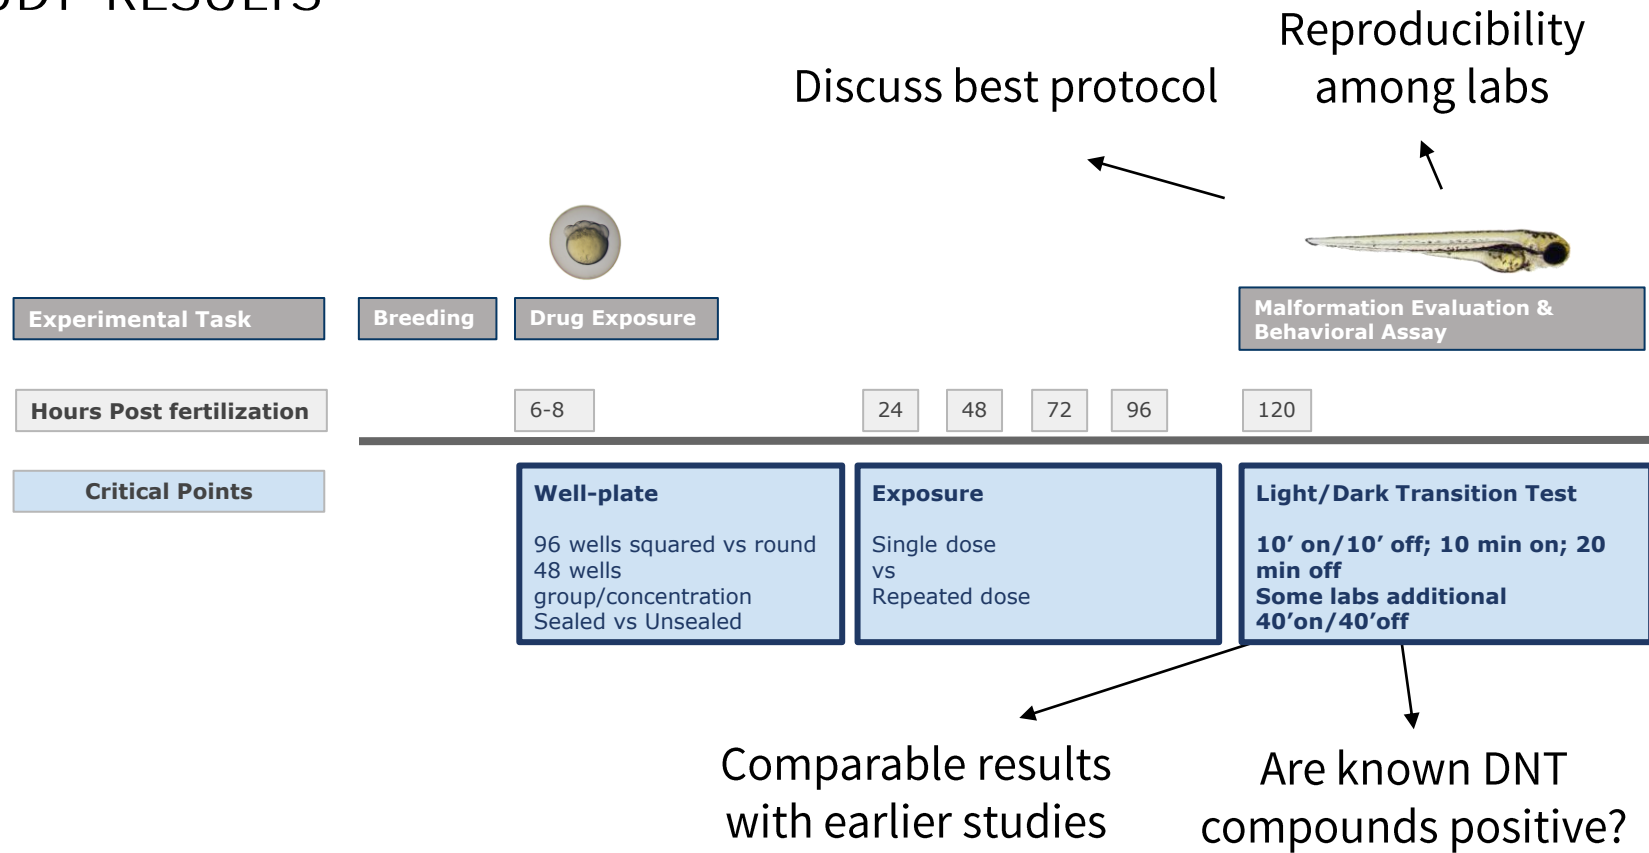 RESULTS
Reproducibility
among labs
Discuss best protocol
Experimental Task
Breeding
Drug Exposure
Malformation Evaluation &
Behavioral Assay
Hours Post fertilization
6-8
24
48
72
96
120
Critical Points
Well-plate
96 wells squared vs round
48 wells
group/concentration
Sealed vs Unsealed
Exposure
Single dose
vs
Repeated dose
Light/Dark Transition Test
10’ on/10’ off; 10 min on; 20
min off
Some labs additional
40’on/40’off
Comparable results
with earlier studies
Are known DNT
compounds positive?